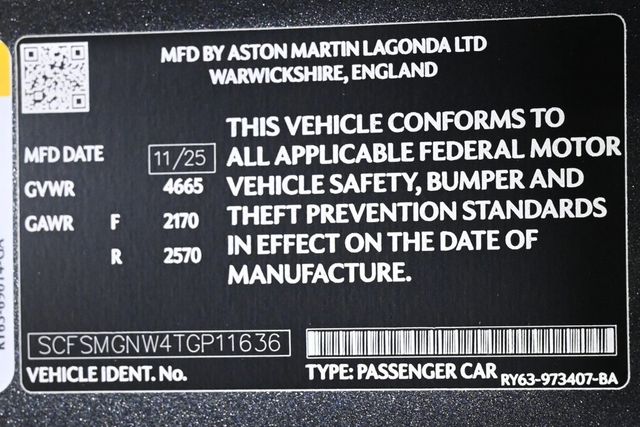 MFD BY ASTON MARTIN LAGONDA LTD
WARWICKSHIRE, ENGLAND
THIS VEHICLE CONFORMS TO
ALL APPLICABLE FEDERAL MOTOR
VEHICLE SAFETY, BUMPER AND
THEFT PREVENTION STANDARDS
IN EFFECT ON THE DATE OF
MANUFACTURE.
MFD DATE 11/25
GVWR 4665
GAWR F 2170
R 2570
SCFSMGNW4TGP11636
VEHICLE IDENT. No.
TYPE: PASSENGER CAR
RY63-973407-BA